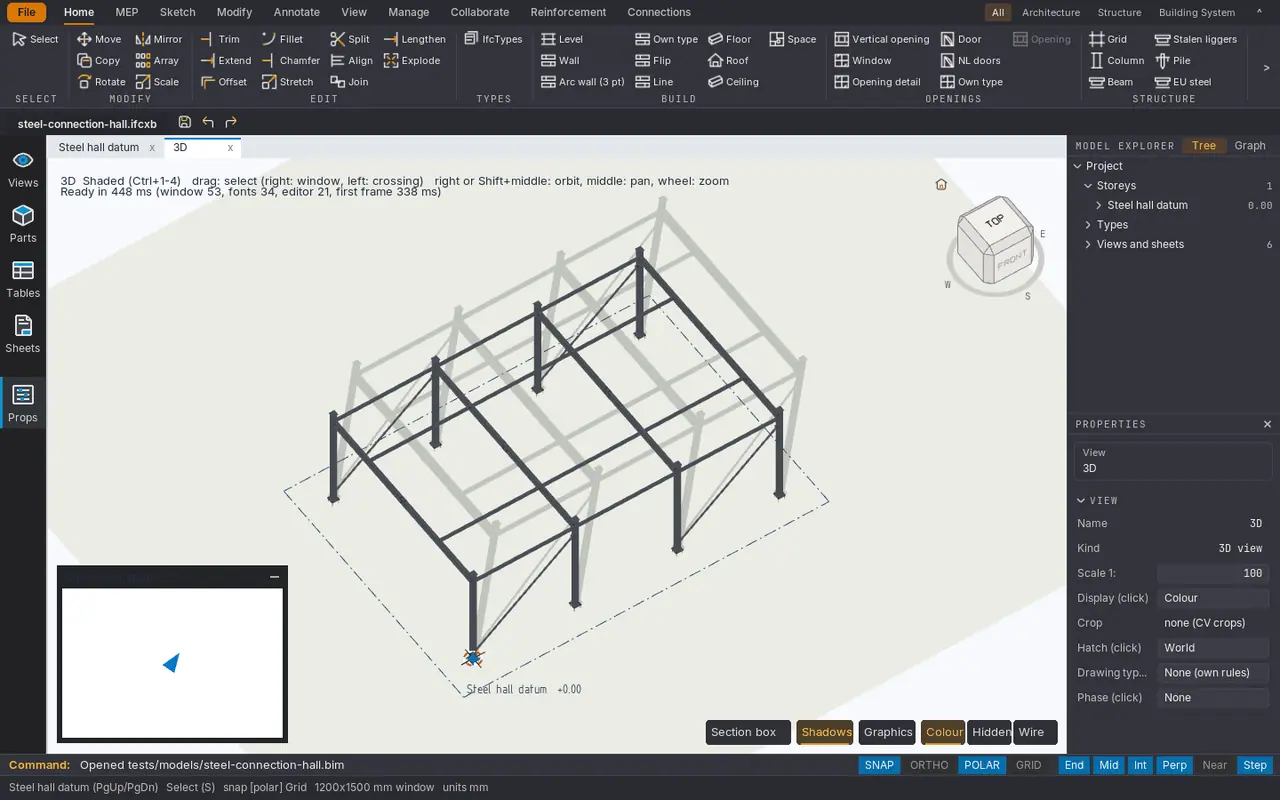 File Home MEP Sketch Modify Annotate View Manage Collaborate Reinforcement Connections All Architecture Structure Building System ^
Select Move Mirror Trim Fillet Split Lengthen IfcTypes Level Own type Floor Space Vertical opening Door Opening Grid Stalen liggers
Copy Array Extend Chamfer Align Explode Wall Flip Roof Window NL doors Column Pile
Rotate Scale Offset Stretch Join Arc wall (3 pt) Line Ceiling Opening detail Own type Beam EU steel
>
SELECT MODIFY EDIT TYPES BUILD OPENINGS STRUCTURE
steel-connection-hall.ifcxb
Steel hall datum x 3D x
Views
Parts
Tables
Sheets
Props
3D Shaded (Ctrl+1-4) drag: select (right: window, left: crossing) right or Shift+middle: orbit, middle: pan, wheel: zoom
Ready in 448 ms (window 53, fonts 34, editor 21, first frame 338 ms)
TOP
FRONT
E
W
S
Steel hall datum +0.00
Section box Shadows Graphics Colour Hidden Wire
MODEL EXPLORER Tree Graph
Project
Storeys 1
Steel hall datum 0.00
Types
Views and sheets 6
PROPERTIES ×
View
3D
VIEW
Name 3D
Kind 3D view
Scale 1: 100
Display (click) Colour
Crop none (CV crops)
Hatch (click) World
Drawing typ... None (own rules)
Phase (click) None
Command: Opened tests/models/steel-connection-hall.bim
SNAP ORTHO POLAR GRID End Mid Int Perp Near Step
Steel hall datum (PgUp/PgDn) Select (S) snap [polar] Grid 1200x1500 mm window units mm